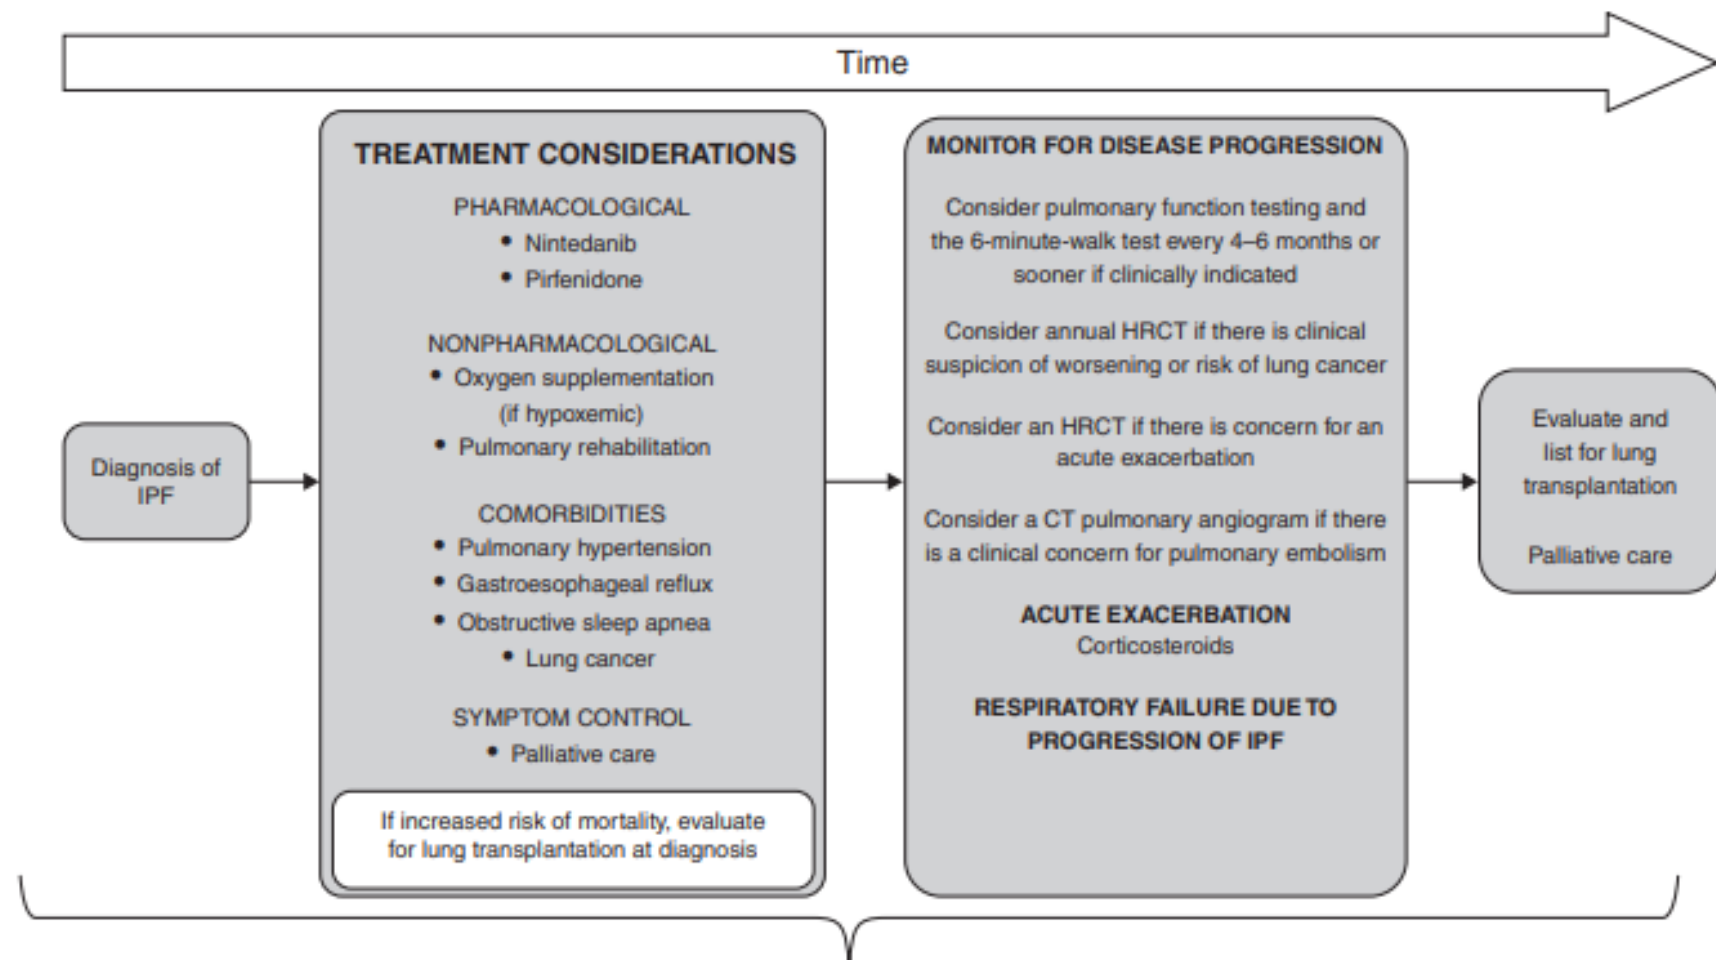 Time
Diagnosis of
IPF
TREATMENT CONSIDERATIONS
PHARMACOLOGICAL
• Nintedanib
• Pirfenidone
NONPHARMACOLOGICAL
• Oxygen supplementation
(if hypoxemic)
• Pulmonary rehabilitation
COMORBIDITIES
• Pulmonary hypertension
• Gastroesophageal reflux
• Obstructive sleep apnea
• Lung cancer
SYMPTOM CONTROL
• Palliative care
If increased risk of mortality, evaluate
for lung transplantation at diagnosis
MONITOR FOR DISEASE PROGRESSION
Consider pulmonary function testing and
the 6-minute-walk test every 4–6 months or
sooner if clinically indicated
Consider annual HRCT if there is clinical
suspicion of worsening or risk of lung cancer
Consider an HRCT if there is concern for an
acute exacerbation
Consider a CT pulmonary angiogram if there
is a clinical concern for pulmonary embolism
ACUTE EXACERBATION
Corticosteroids
RESPIRATORY FAILURE DUE TO
PROGRESSION OF IPF
Evaluate and
list for lung
transplantation
Palliative care